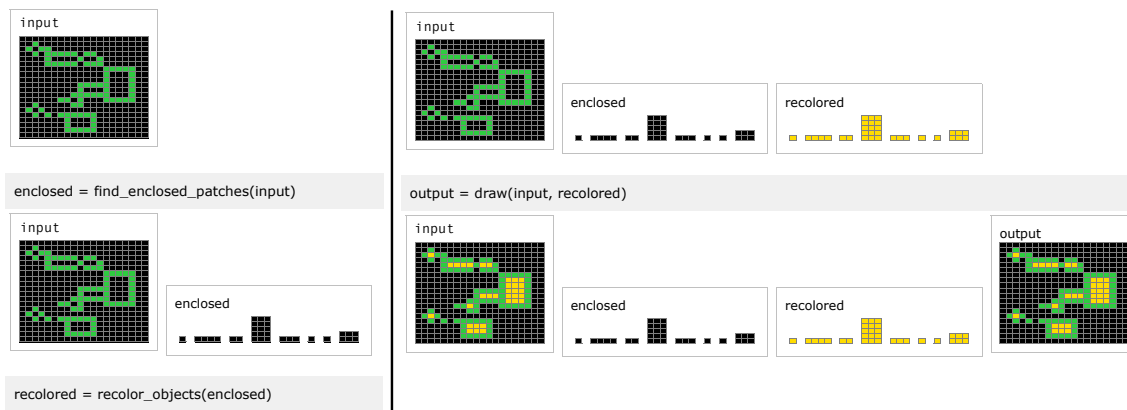 input
enclosed = find_enclosed_patches(input)
input
enclosed
recolored = recolor_objects(enclosed)
input
enclosed
recolored
output = draw(input, recolored)
input
enclosed
recolored
output